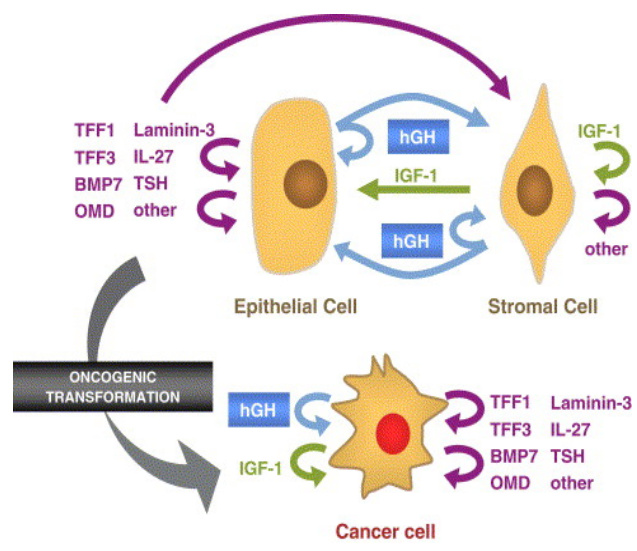 TFF1 Laminin-3
TFF3 IL-27
BMP7 TSH
OMD other
hGH
IGF-1
IGF-1
hGH
other
Epithelial Cell
Stromal Cell
ONCOGENIC
TRANSFORMATION
hGH
IGF-1
TFF1 Laminin-3
TFF3 IL-27
BMP7 TSH
OMD other
Cancer cell